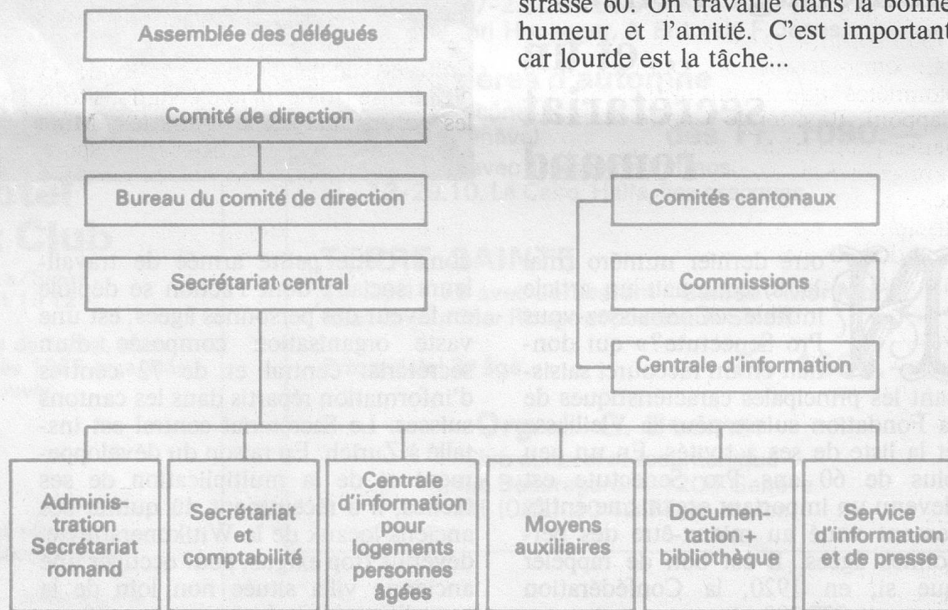 strasse 60. On travaille dans la bonne
humeur et l'amitié. C'est important
car lourde est la tâche...
Assemblée des délégués
Comité de direction
Bureau du comité de direction
Secrétariat central
Comités cantonaux
Commissions
Centrale d'information
Adminis-
tration
Secrétariat
romand
Secrétariat
et
comptabilité
Centrale
d'information
pour
logements
personnes
âgées
Moyens
auxiliaires
Documen-
tation +
bibliothèque
Service
d'information
et de presse